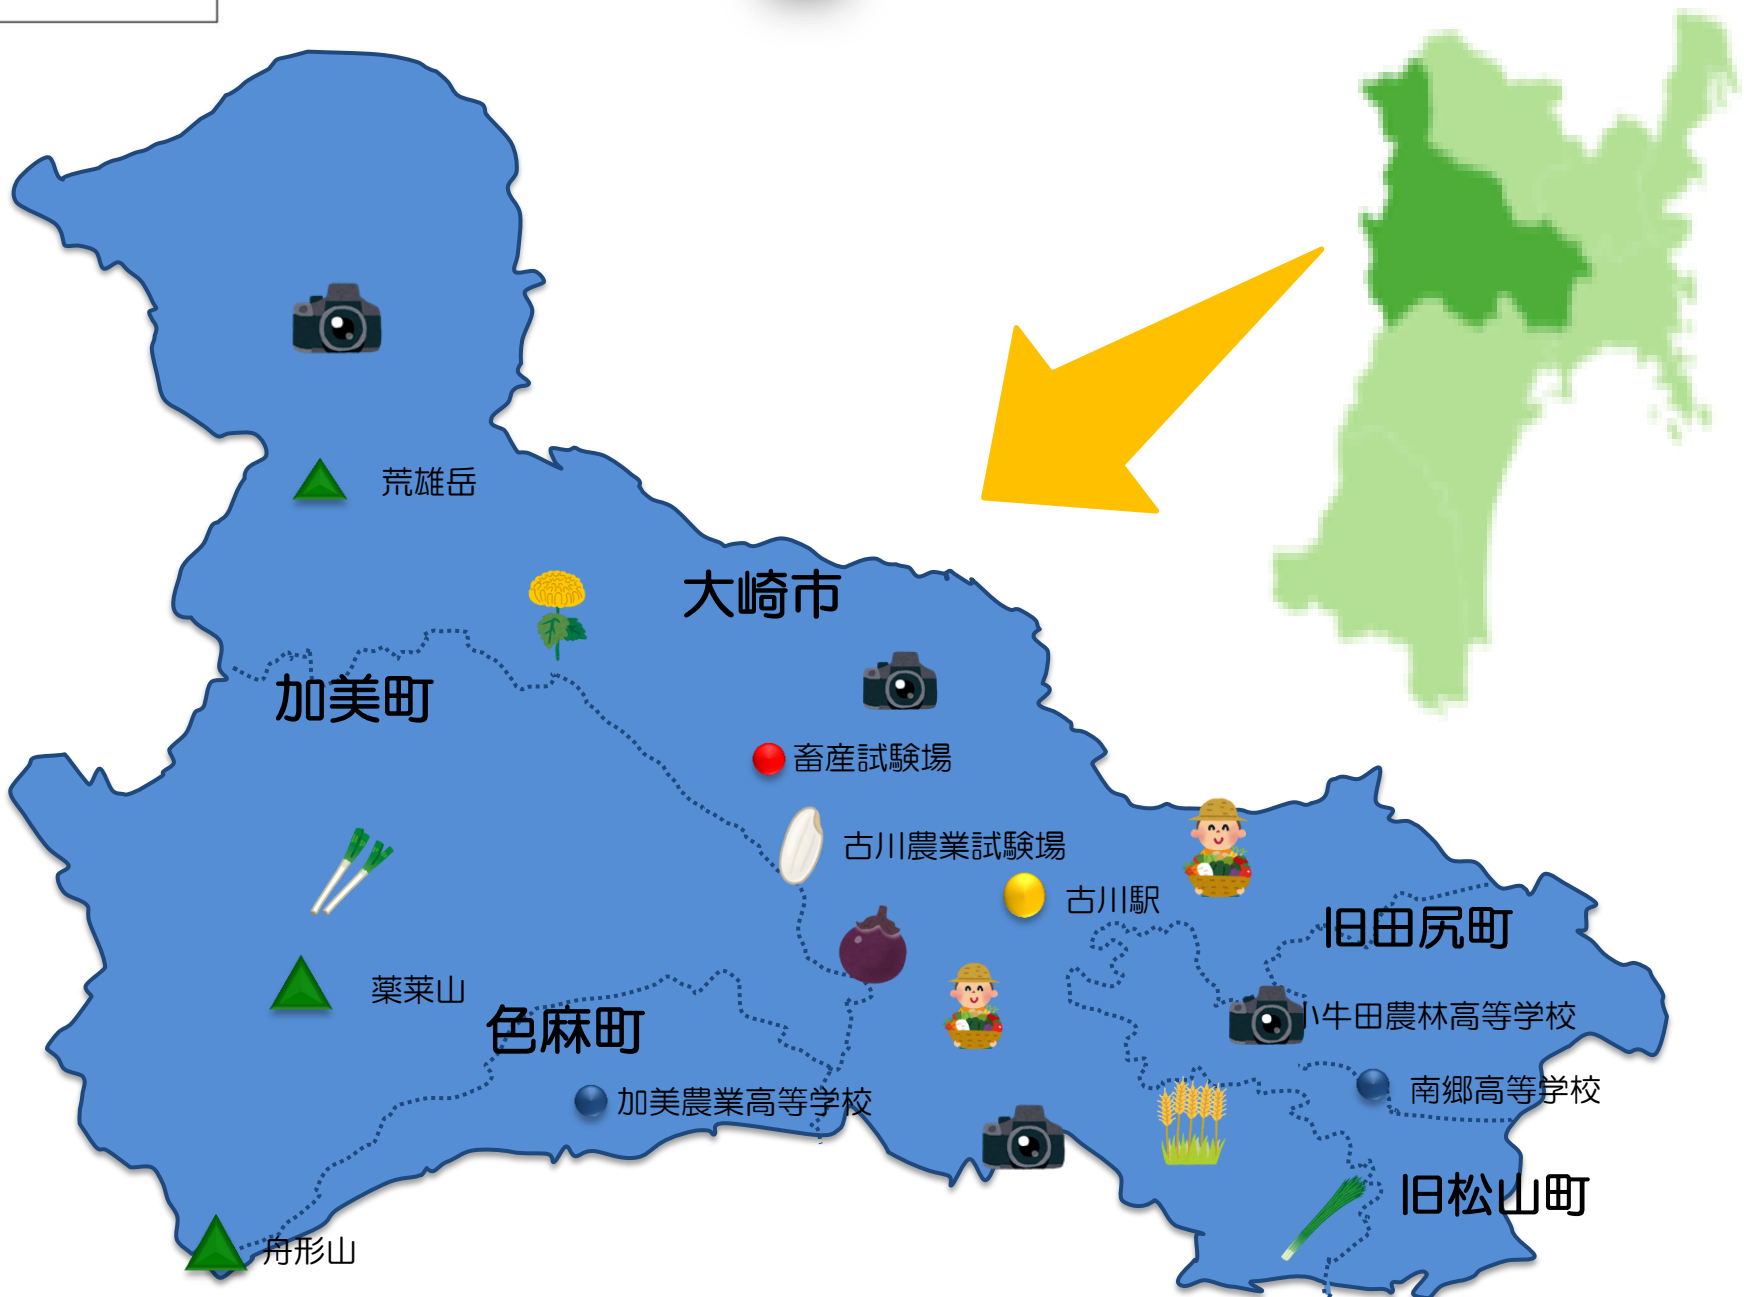 荒雄岳
大崎市
加美町
畜産試験場
古川農業試験場
古川駅
旧田尻町
薬莱山
色麻町
小牛田農林高等学校
加美農業高等学校
南郷高等学校
旧松山町
舟形山